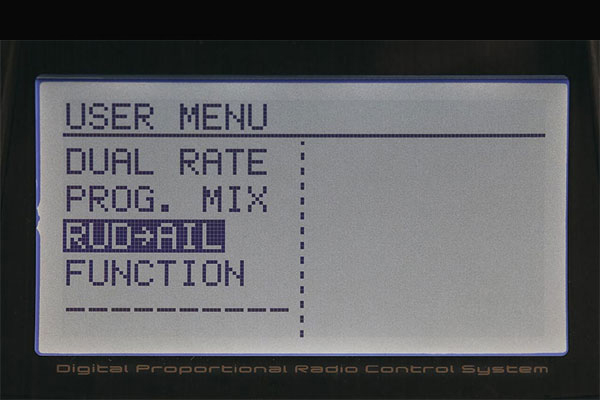 USER MENU
DUAL RATE
PROG. MIX
RUD→AIL
FUNCTION
----------
Digital Proportional Radio Control System